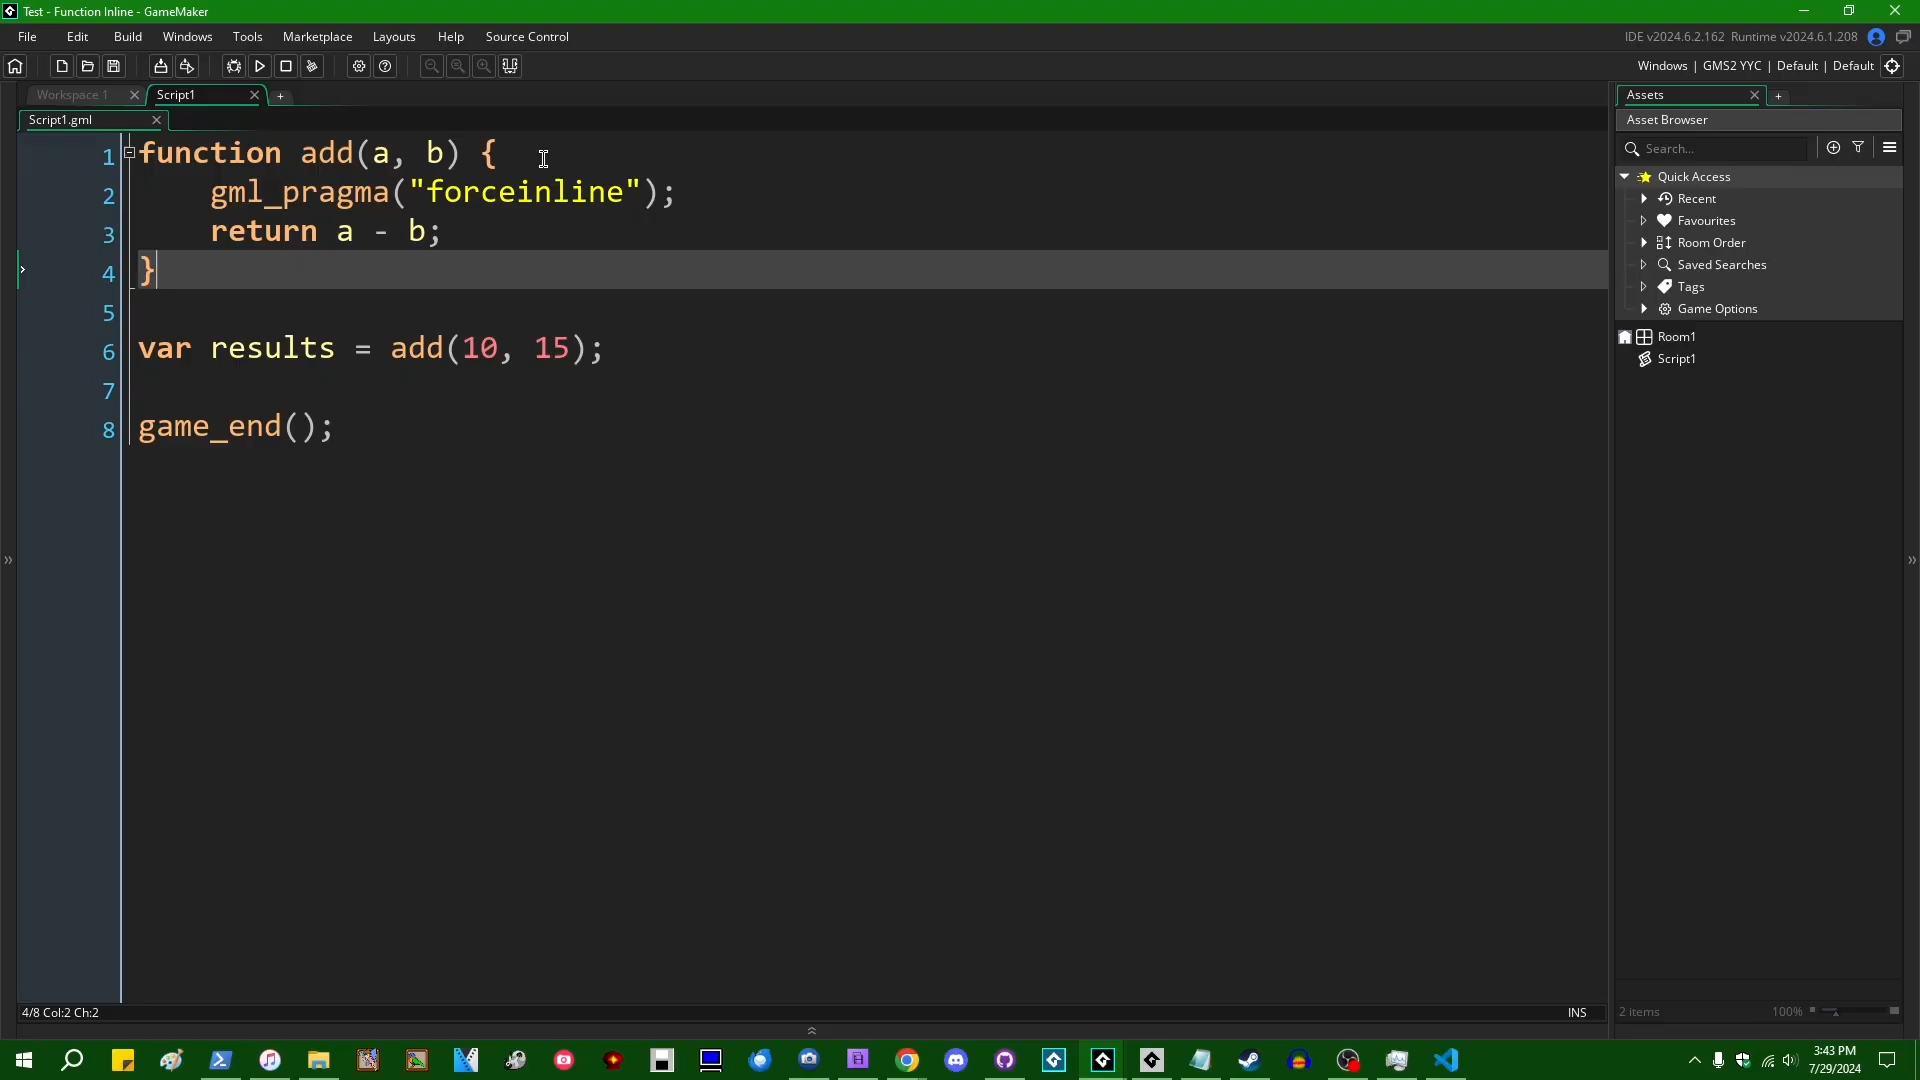 Test - Function Inline - GameMaker
File Edit Build Windows Tools Marketplace Layouts Help Source Control
IDE v2024.6.2.162 Runtime v2024.6.1.208
Windows | GMS2 YYC | Default | Default
Workspace 1
Script1
Script1.gml
1 function add(a, b) {
2 gml_pragma("forceinline");
3 return a - b;
4 }
5
6 var results = add(10, 15);
7
8 game_end();
Assets
Asset Browser
Search...
Quick Access
Recent
Favourites
Room Order
Saved Searches
Tags
Game Options
Room1
Script1
4/8 Col:2 Ch:2
INS
2 items
100%
3:43 PM
7/29/2024